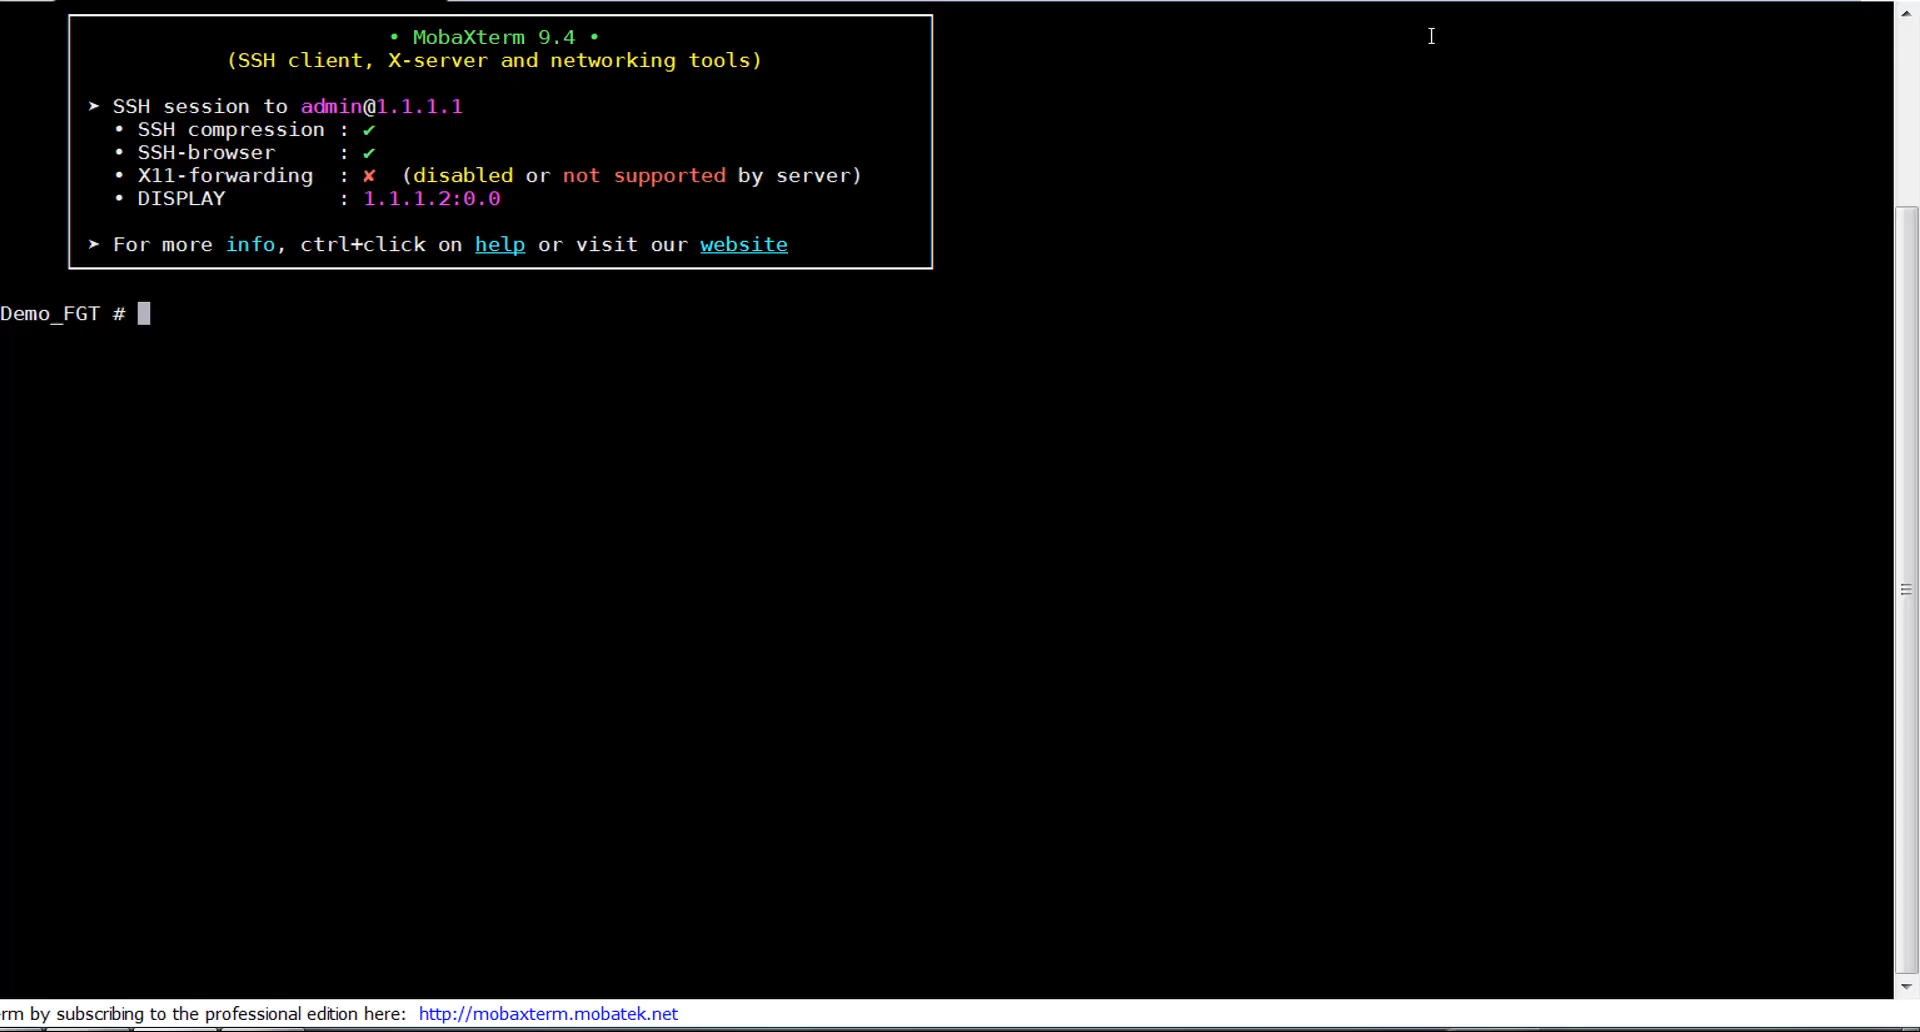 • MobaXterm 9.4 •
(SSH client, X-server and networking tools)
➤ SSH session to admin@1.1.1.1
• SSH compression : ✔
• SSH-browser : ✔
• X11-forwarding : ✘ (disabled or not supported by server)
• DISPLAY : 1.1.1.2:0.0
➤ For more info, ctrl+click on help or visit our website
Demo_FGT #
rm by subscribing to the professional edition here: http://mobaxterm.mobatek.net